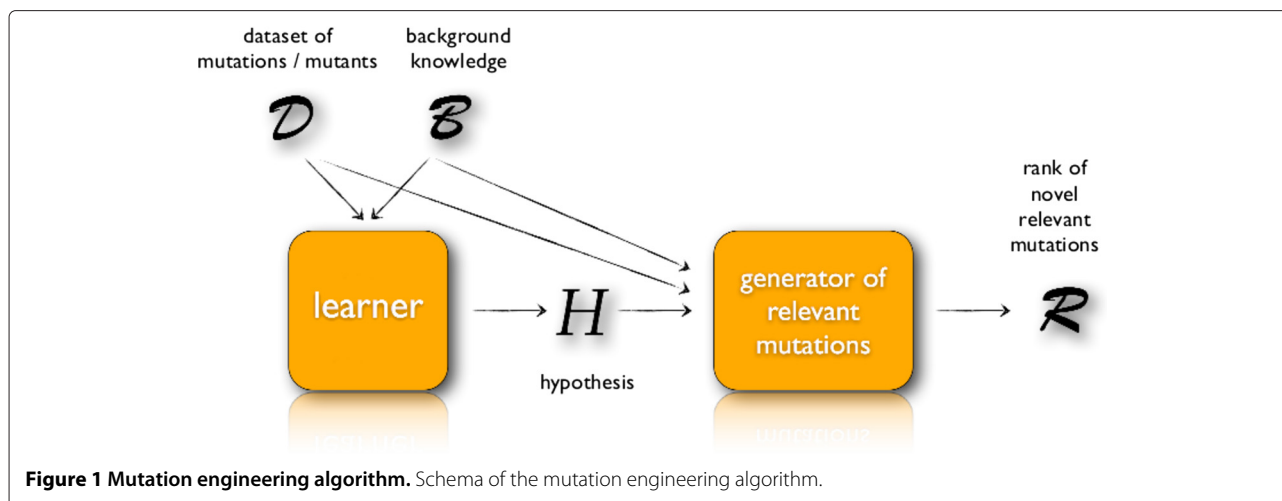 dataset of
mutations / mutants
background
knowledge
D
B
rank of
novel
relevant
mutations
learner
H
hypothesis
generator of
relevant
mutations
R
Figure 1 Mutation engineering algorithm. Schema of the mutation engineering algorithm.